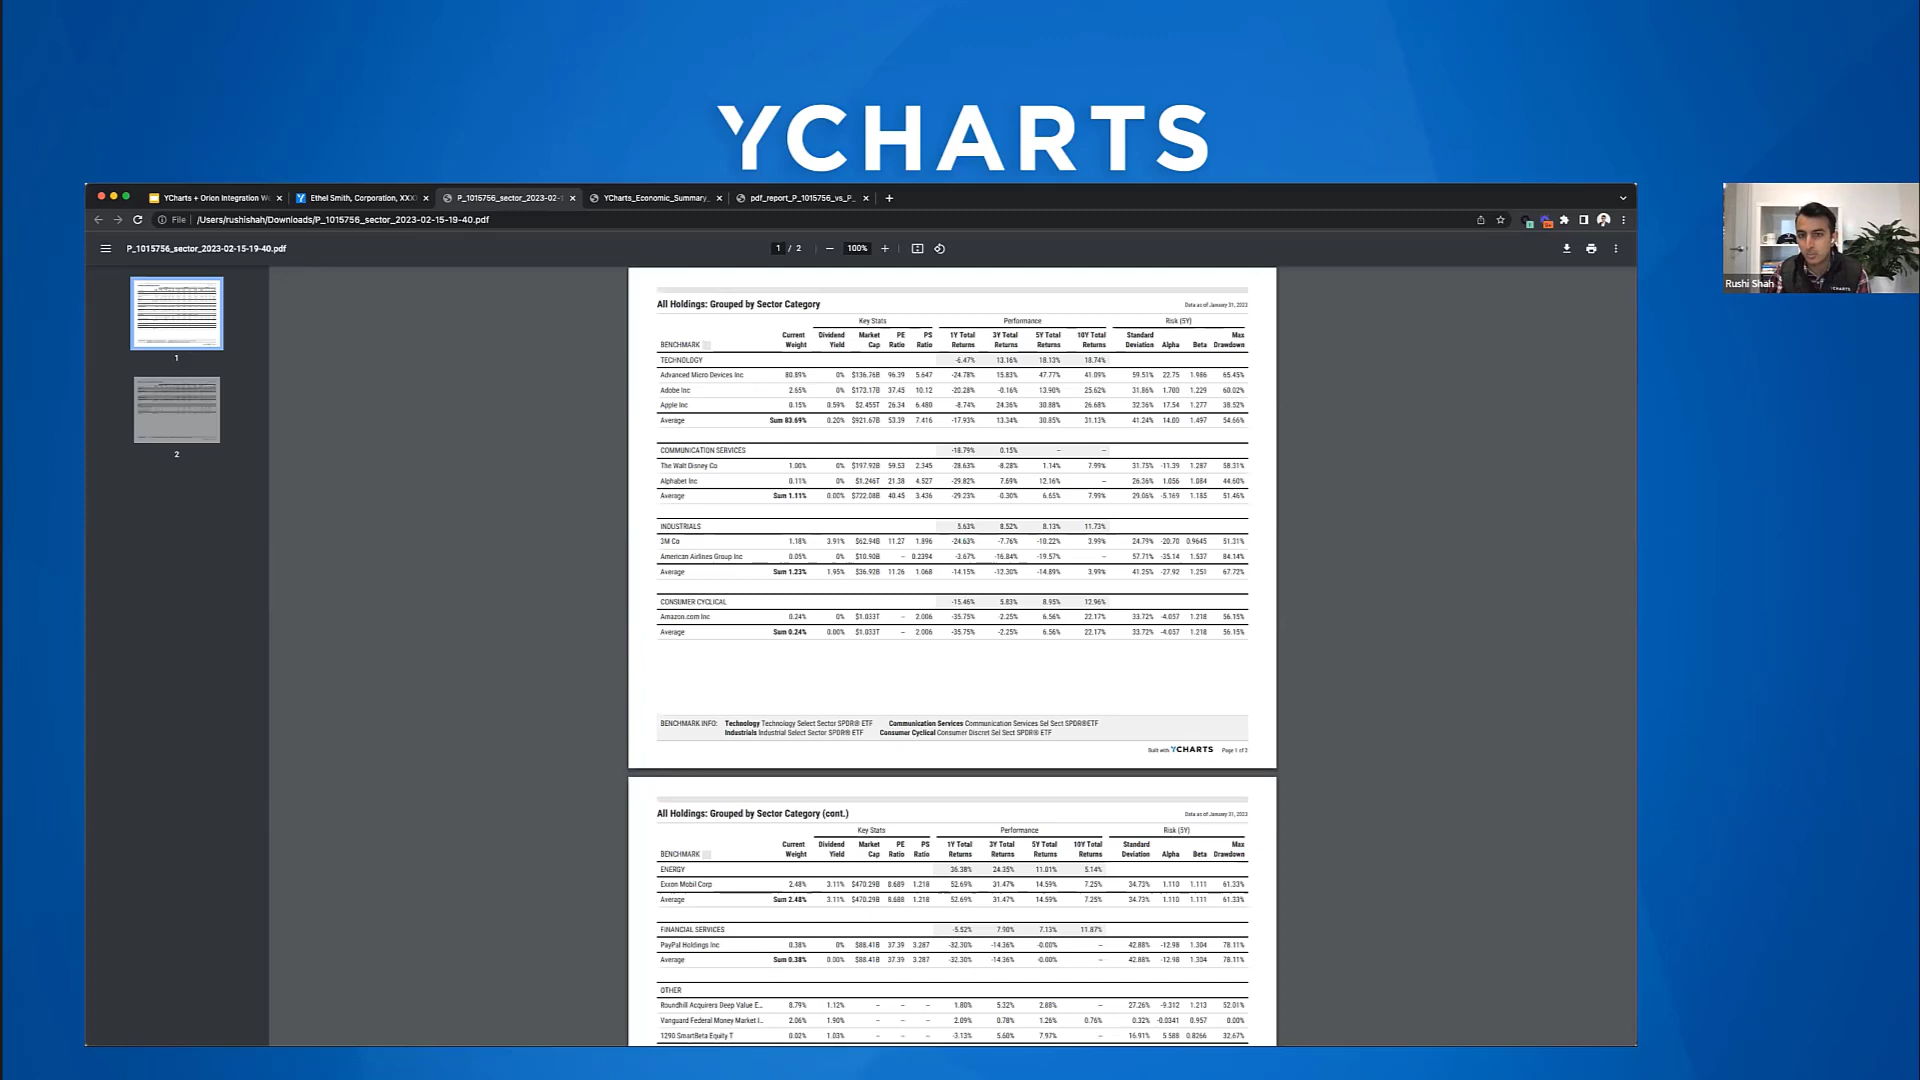 YCHARTS
YCharts + Orion Integration W
Ethel Smith, Corporation, XXX
P_1015756_sector_2023-02-1
YCharts_Economic_Summary_
pdf_report_P_1015756_vs_P_
File | /Users/rushishah/Downloads/P_1015756_sector_2023-02-15-19-40.pdf
P_1015756_sector_2023-02-15-19-40.pdf
1 / 2
100%
Rushi Shah
YCHARTS
1
2
All Holdings: Grouped by Sector Category
Data as of January 31, 2023
Key Stats Performance Risk (5Y)
BENCHMARK Current Weight Dividend Yield Market Cap PE Ratio PS Ratio 1Y Total Returns 3Y Total Returns 5Y Total Returns 10Y Total Returns Standard Deviation Alpha Beta Max Drawdown
TECHNOLOGY -6.47% 13.16% 18.13% 18.74%
Advanced Micro Devices Inc 80.89% 0% $136.76B 96.39 5.647 -24.78% 15.83% 47.77% 41.09% 59.51% 22.75 1.986 65.45%
Adobe Inc 2.65% 0% $173.17B 37.45 10.12 -20.28% -0.16% 13.90% 25.62% 31.86% 1.700 1.229 60.02%
Apple Inc 0.15% 0.59% $2.455T 26.34 6.480 -8.74% 24.36% 30.88% 26.68% 32.36% 17.54 1.277 38.52%
Average Sum 83.69% 0.20% $921.67B 53.39 7.416 -17.93% 13.34% 30.85% 31.13% 41.24% 14.00 1.497 54.66%
COMMUNICATION SERVICES -18.79% 0.15% -- --
The Walt Disney Co 1.00% 0% $197.92B 59.53 2.345 -28.63% -8.28% 1.14% 7.99% 31.75% -11.39 1.287 58.31%
Alphabet Inc 0.11% 0% $1.246T 21.38 4.527 -29.82% 7.69% 12.16% -- 26.36% 1.056 1.084 44.60%
Average Sum 1.11% 0.00% $722.08B 40.45 3.436 -29.23% -0.30% 6.65% 7.99% 29.06% -5.169 1.185 51.46%
INDUSTRIALS 5.63% 8.52% 8.13% 11.73%
3M Co 1.18% 3.91% $62.94B 11.27 1.896 -24.63% -7.76% -10.22% 3.99% 24.79% -20.70 0.9645 51.31%
American Airlines Group Inc 0.05% 0% $10.90B -- 0.2394 -3.67% -16.84% -19.57% -- 57.71% -35.14 1.537 84.14%
Average Sum 1.23% 1.95% $36.92B 11.26 1.068 -14.15% -12.30% -14.89% 3.99% 41.25% -27.92 1.251 67.72%
CONSUMER CYCLICAL -15.46% 5.83% 8.95% 12.96%
Amazon.com Inc 0.24% 0% $1.033T -- 2.006 -35.75% -2.25% 6.56% 22.17% 33.72% -4.057 1.218 56.15%
Average Sum 0.24% 0.00% $1.033T -- 2.006 -35.75% -2.25% 6.56% 22.17% 33.72% -4.057 1.218 56.15%
BENCHMARK INFO: Technology Technology Select Sector SPDR® ETF Communication Services Communication Services Sel Sect SPDR®ETF
Industrials Industrial Select Sector SPDR® ETF Consumer Cyclical Consumer Discret Sel Sect SPDR® ETF
Built with YCHARTS Page 1 of 2
All Holdings: Grouped by Sector Category (cont.)
Data as of January 31, 2023
Key Stats Performance Risk (5Y)
BENCHMARK Current Weight Dividend Yield Market Cap PE Ratio PS Ratio 1Y Total Returns 3Y Total Returns 5Y Total Returns 10Y Total Returns Standard Deviation Alpha Beta Max Drawdown
ENERGY 36.38% 24.35% 11.01% 5.14%
Exxon Mobil Corp 2.48% 3.11% $470.29B 8.689 1.218 52.69% 31.47% 14.59% 7.25% 34.73% 1.110 1.111 61.33%
Average Sum 2.48% 3.11% $470.29B 8.688 1.218 52.69% 31.47% 14.59% 7.25% 34.73% 1.110 1.111 61.33%
FINANCIAL SERVICES -5.52% 7.90% 7.13% 11.87%
PayPal Holdings Inc 0.38% 0% $88.41B 37.39 3.287 -32.30% -14.36% -0.00% -- 42.88% -12.98 1.304 78.11%
Average Sum 0.38% 0.00% $88.41B 37.39 3.287 -32.30% -14.36% -0.00% -- 42.88% -12.98 1.304 78.11%
OTHER
Roundhill Acquirers Deep Value E... 8.79% 1.12% -- -- -- 1.80% 5.32% 2.88% -- 27.26% -9.312 1.213 52.01%
Vanguard Federal Money Market I... 2.06% 1.90% -- -- -- 2.09% 0.78% 1.26% 0.76% 0.32% -0.0341 0.957 0.00%
1290 SmartBeta Equity T 0.02% 1.03% -- -- -- -3.13% 5.60% 7.97% -- 16.91% 5.588 0.8266 32.67%